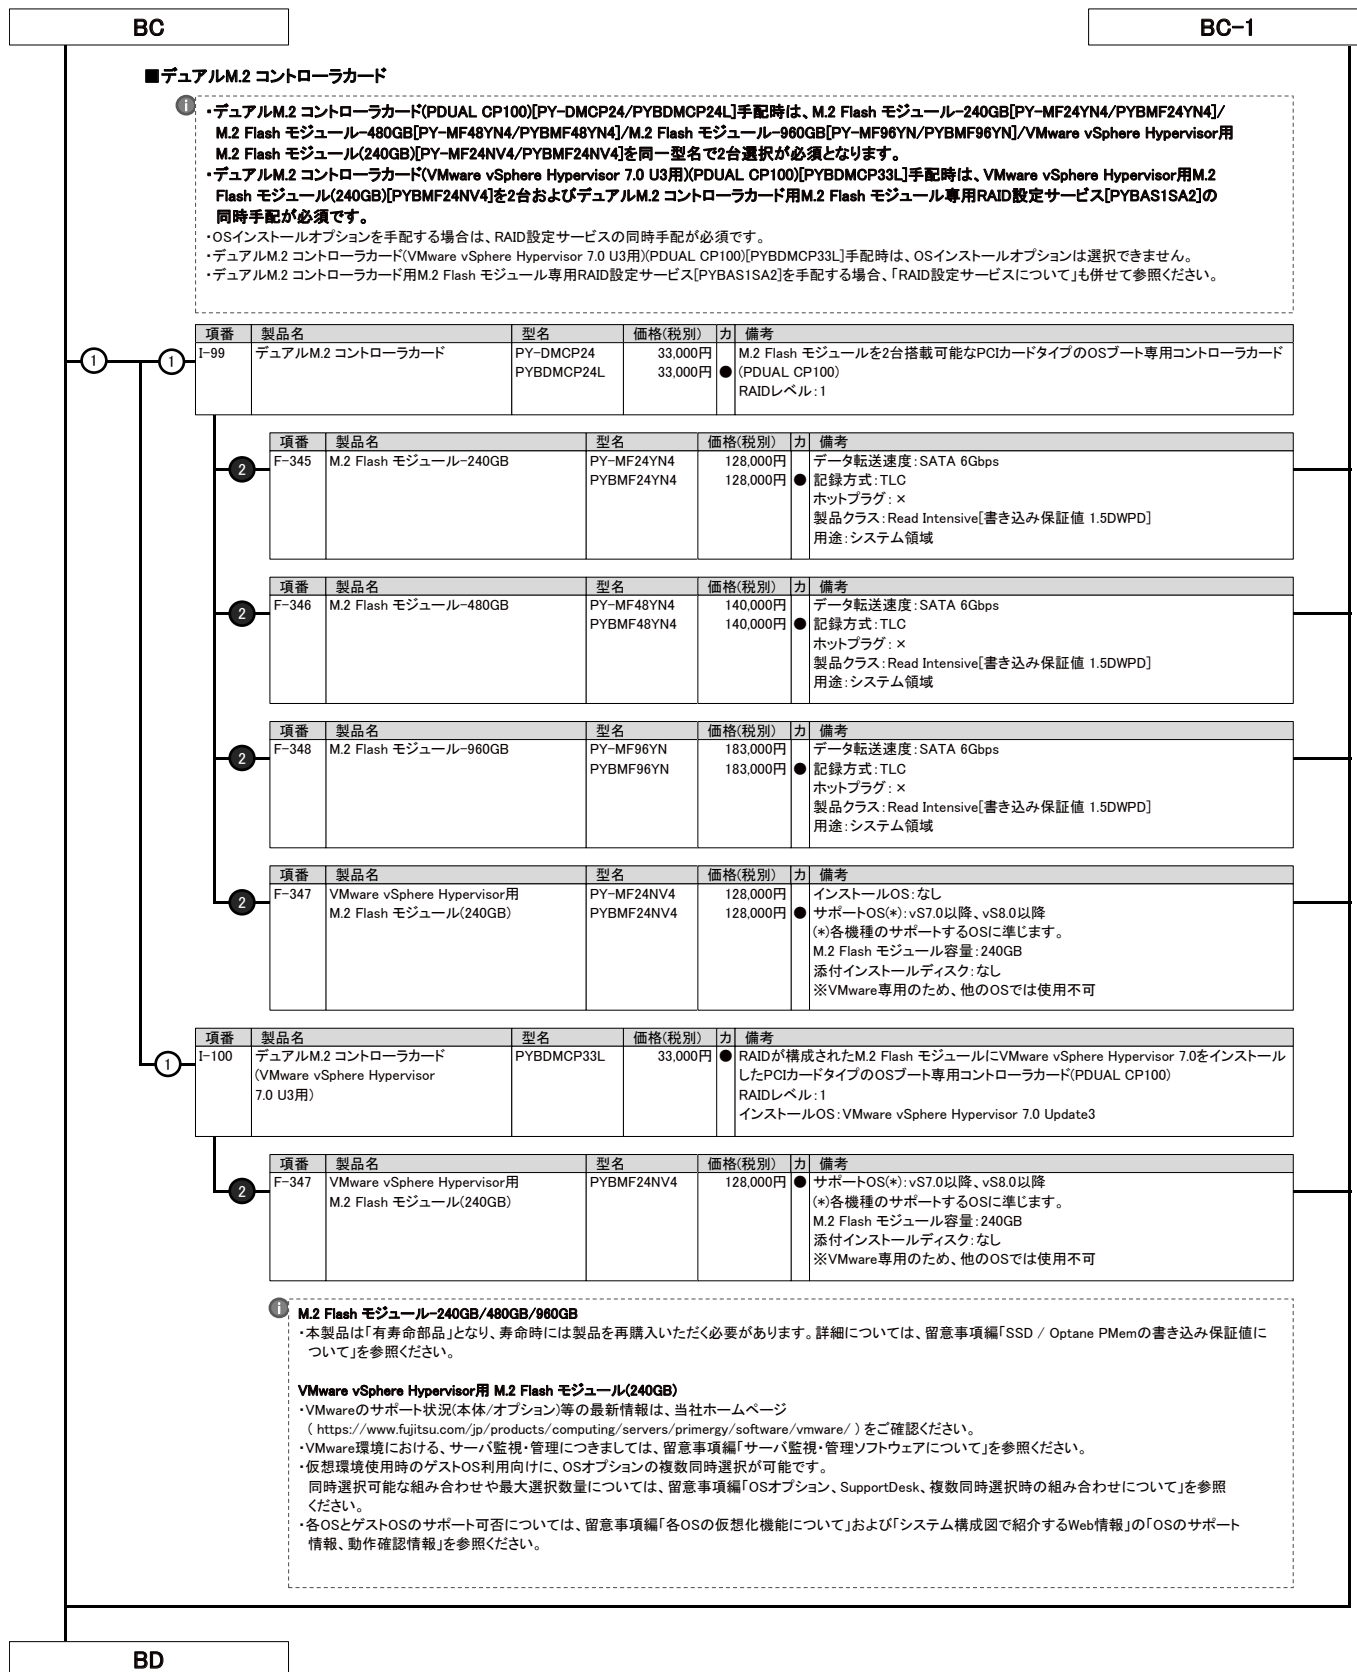 BC
BC-1
■デュアルM.2 コントローラカード
・デュアルM.2 コントローラカード(PDUAL CP100)[PY-DMCP24/PYBDMCP24L]手配時は、M.2 Flash モジュール-240GB[PY-MF24YN4/PYBMF24YN4]/
M.2 Flash モジュール-480GB[PY-MF48YN4/PYBMF48YN4]/M.2 Flash モジュール-960GB[PY-MF96YN/PYBMF96YN]/VMware vSphere Hypervisor用
M.2 Flash モジュール(240GB)[PY-MF24NV4/PYBMF24NV4]を同一型名で2台選択が必須となります。
・デュアルM.2 コントローラカード(VMware vSphere Hypervisor 7.0 U3用)(PDUAL CP100)[PYBDMCP33L]手配時は、VMware vSphere Hypervisor用M.2
Flash モジュール(240GB)[PYBMF24NV4]を2台およびデュアルM.2 コントローラカード用M.2 Flash モジュール専用RAID設定サービス[PYBAS1SA2]の
同時手配が必須です。
・OSインストールオプションを手配する場合は、RAID設定サービスの同時手配が必須です。
・デュアルM.2 コントローラカード(VMware vSphere Hypervisor 7.0 U3用)(PDUAL CP100)[PYBDMCP33L]手配時は、OSインストールオプションは選択できません。
・デュアルM.2 コントローラカード用M.2 Flash モジュール専用RAID設定サービス[PYBAS1SA2]を手配する場合、「RAID設定サービスについて」も併せて参照ください。
項番 製品名 型名 価格(税別) カ 備考
1 1 I-99 デュアルM.2 コントローラカード PY-DMCP24 33,000円 M.2 Flash モジュールを2台搭載可能なPCIカードタイプのOSブート専用コントローラカード
PYBDMCP24L 33,000円 ● (PDUAL CP100)
RAIDレベル:1
項番 製品名 型名 価格(税別) カ 備考
2 F-345 M.2 Flash モジュール-240GB PY-MF24YN4 128,000円 データ転送速度:SATA 6Gbps
PYBMF24YN4 128,000円 ● 記録方式:TLC
ホットプラグ:×
製品クラス:Read Intensive[書き込み保証値 1.5DWPD]
用途:システム領域
項番 製品名 型名 価格(税別) カ 備考
2 F-346 M.2 Flash モジュール-480GB PY-MF48YN4 140,000円 データ転送速度:SATA 6Gbps
PYBMF48YN4 140,000円 ● 記録方式:TLC
ホットプラグ:×
製品クラス:Read Intensive[書き込み保証値 1.5DWPD]
用途:システム領域
項番 製品名 型名 価格(税別) カ 備考
2 F-348 M.2 Flash モジュール-960GB PY-MF96YN 183,000円 データ転送速度:SATA 6Gbps
PYBMF96YN 183,000円 ● 記録方式:TLC
ホットプラグ:×
製品クラス:Read Intensive[書き込み保証値 1.5DWPD]
用途:システム領域
項番 製品名 型名 価格(税別) カ 備考
2 F-347 VMware vSphere Hypervisor用 PY-MF24NV4 128,000円 インストールOS:なし
M.2 Flash モジュール(240GB) PYBMF24NV4 128,000円 ● サポートOS(*):vS7.0以降、vS8.0以降
(*)各機種のサポートするOSに準じます。
M.2 Flash モジュール容量:240GB
添付インストールディスク:なし
※VMware専用のため、他のOSでは使用不可
項番 製品名 型名 価格(税別) カ 備考
1 I-100 デュアルM.2 コントローラカード PYBDMCP33L 33,000円 ● RAIDが構成されたM.2 Flash モジュールにVMware vSphere Hypervisor 7.0をインストール
(VMware vSphere Hypervisor したPCIカードタイプのOSブート専用コントローラカード(PDUAL CP100)
7.0 U3用) RAIDレベル:1
インストールOS:VMware vSphere Hypervisor 7.0 Update3
項番 製品名 型名 価格(税別) カ 備考
2 F-347 VMware vSphere Hypervisor用 PYBMF24NV4 128,000円 ● サポートOS(*):vS7.0以降、vS8.0以降
M.2 Flash モジュール(240GB) (*)各機種のサポートするOSに準じます。
M.2 Flash モジュール容量:240GB
添付インストールディスク:なし
※VMware専用のため、他のOSでは使用不可
M.2 Flash モジュール-240GB/480GB/960GB
・本製品は「有寿命部品」となり、寿命時には製品を再購入いただく必要があります。詳細については、留意事項編「SSD / Optane PMemの書き込み保証値に
ついて」を参照ください。
VMware vSphere Hypervisor用 M.2 Flash モジュール(240GB)
・VMwareのサポート状況(本体/オプション)等の最新情報は、当社ホームページ
( https://www.fujitsu.com/jp/products/computing/servers/primergy/software/vmware/ ) をご確認ください。
・VMware環境における、サーバ監視・管理につきましては、留意事項編「サーバ監視・管理ソフトウェアについて」を参照ください。
・仮想環境使用時のゲストOS利用向けに、OSオプションの複数同時選択が可能です。
同時選択可能な組み合わせや最大選択数量については、留意事項編「OSオプション、SupportDesk、複数同時選択時の組み合わせについて」を参照
ください。
・各OSとゲストOSのサポート可否については、留意事項編「各OSの仮想化機能について」および「システム構成図で紹介するWeb情報」の「OSのサポート
情報、動作確認情報」を参照ください。
BD